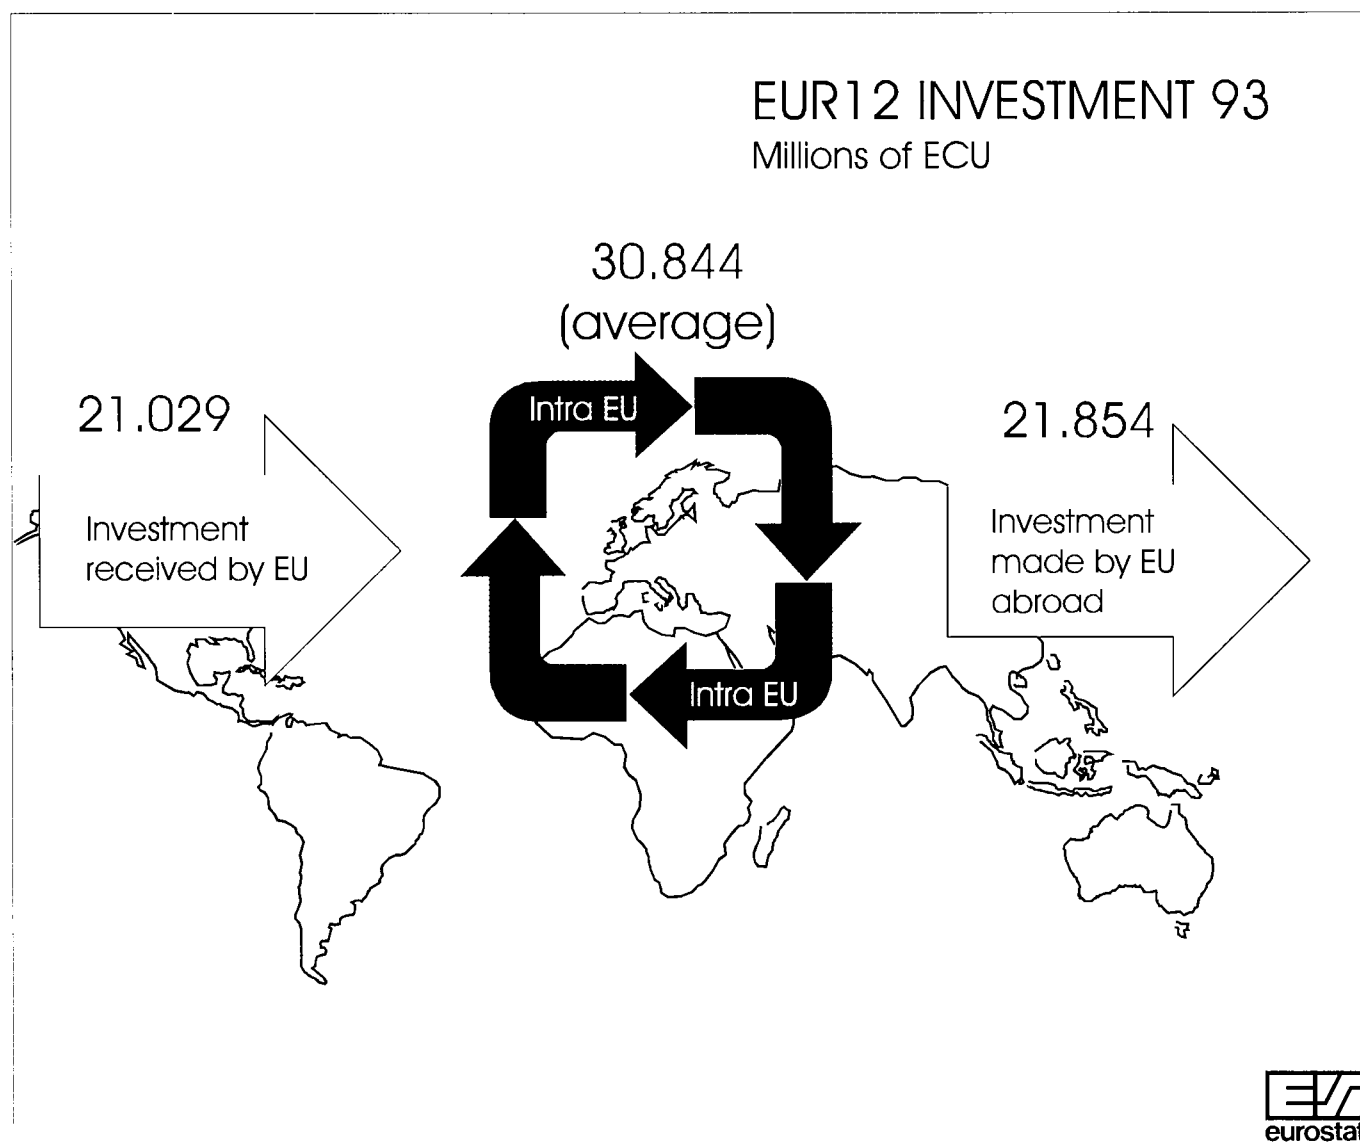 EUR12 INVESTMENT 93
Millions of ECU
30.844
(average)
21.029
Intra EU
21.854
Investment
received by EU
Investment
made by EU
abroad
Intra EU
eurostat